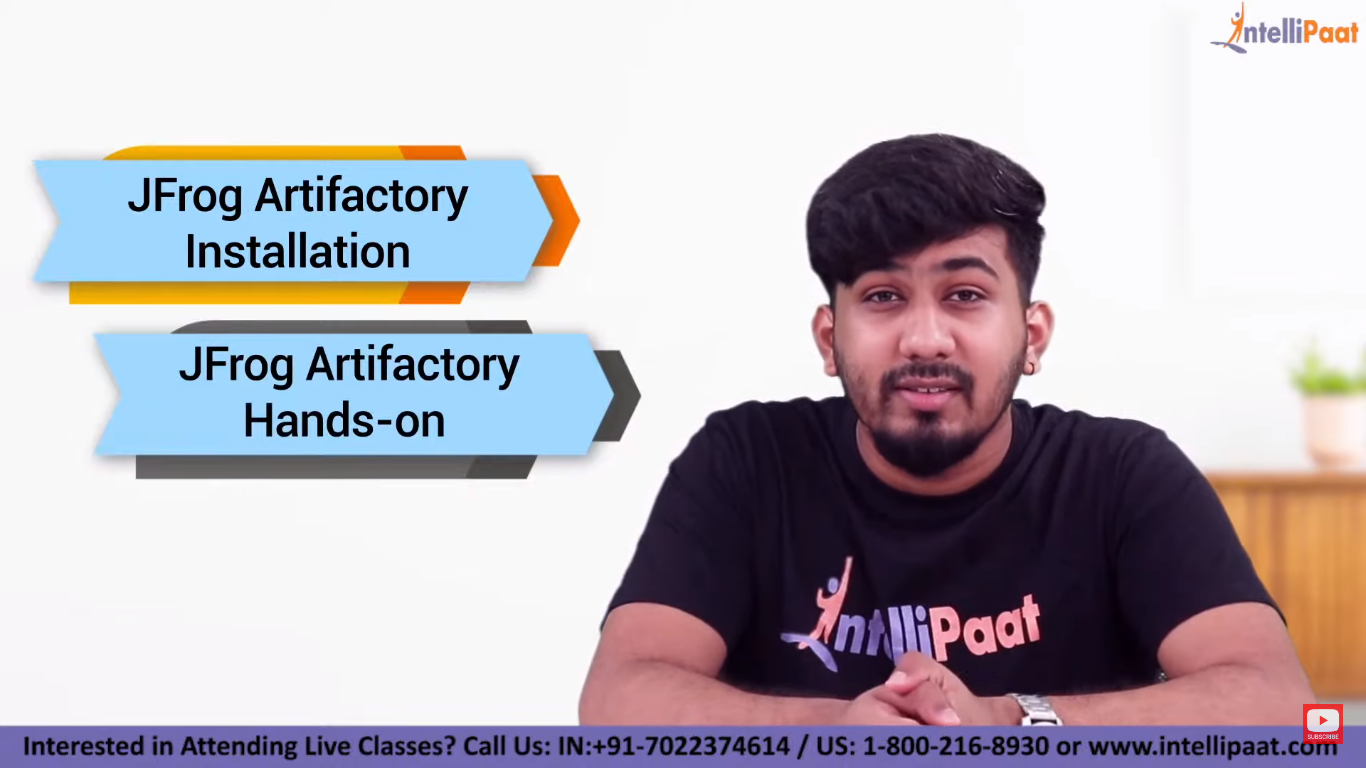 IntelliPaat
JFrog Artifactory
Installation
JFrog Artifactory
Hands-on
IntelliPaat
SUBSCRIBE
Interested in Attending Live Classes? Call Us: IN:+91-7022374614 / US: 1-800-216-8930 or www.intellipaat.com